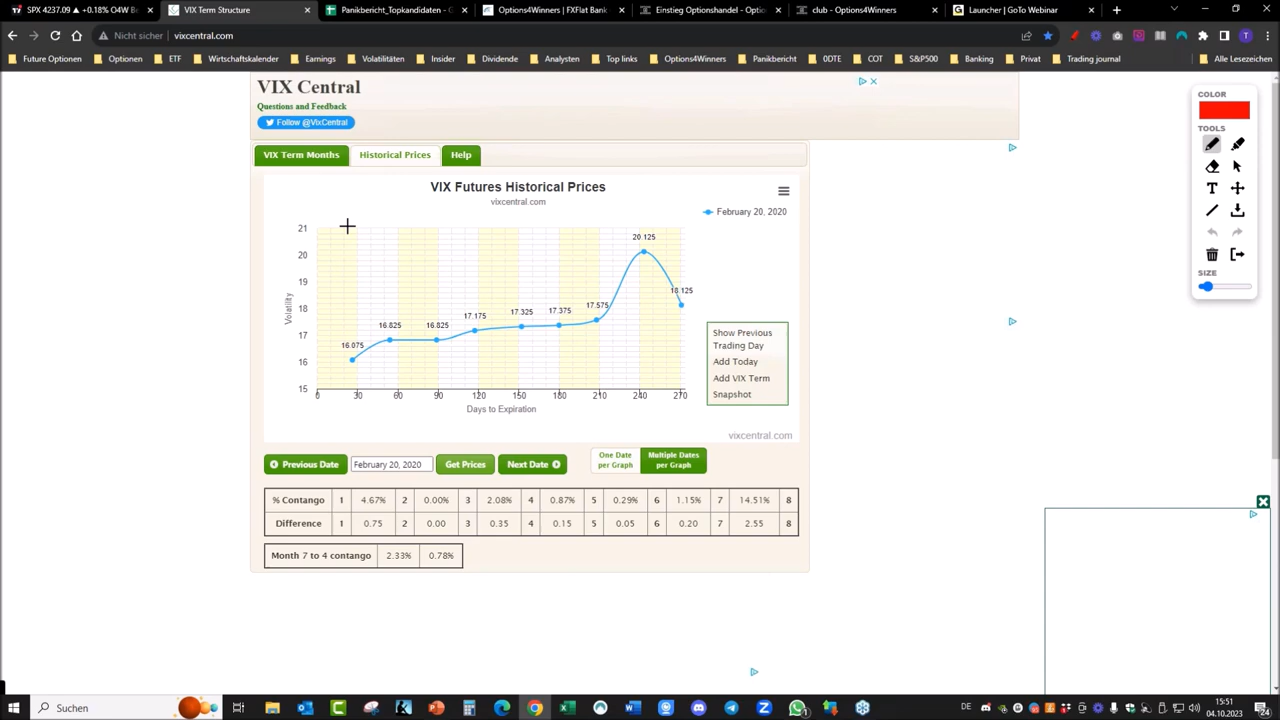 SPX 4237.09 ▲ +0.18% O4W Be
VIX Term Structure
Panikbericht_Topkandidaten - G
Options4Winners | FXFlat Bank
Einstieg Optionshandel - Option
club - Options4Winners
Launcher | GoTo Webinar
Nicht sicher | vixcentral.com
Future Optionen
Optionen
ETF
Wirtschaftskalender
Earnings
Volatilitäten
Insider
Dividende
Analysten
Top links
Options4Winners
Panikbericht
0DTE
COT
S&P500
Banking
Privat
Trading journal
Alle Lesezeichen
VIX Central
Questions and Feedback
Follow @VixCentral
VIX Term Months
Historical Prices
Help
COLOR
TOOLS
T
SIZE
VIX Futures Historical Prices
vixcentral.com
February 20, 2020
21
20
19
18
17
16
15
Volatility
16.075
16.825
16.825
17.175
17.325
17.375
17.575
20.125
18.125
0
30
60
90
120
150
180
210
240
270
Days to Expiration
Show Previous
Trading Day
Add Today
Add VIX Term
Snapshot
vixcentral.com
Previous Date
February 20, 2020
Get Prices
Next Date
One Date
per Graph
Multiple Dates
per Graph
% Contango 1 4.67% 2 0.00% 3 2.08% 4 0.87% 5 0.29% 6 1.15% 7 14.51% 8
Difference 1 0.75 2 0.00 3 0.35 4 0.15 5 0.05 6 0.20 7 2.55 8
Month 7 to 4 contango 2.33% 0.78%
Suchen
DE
15:51
04.10.2023
24